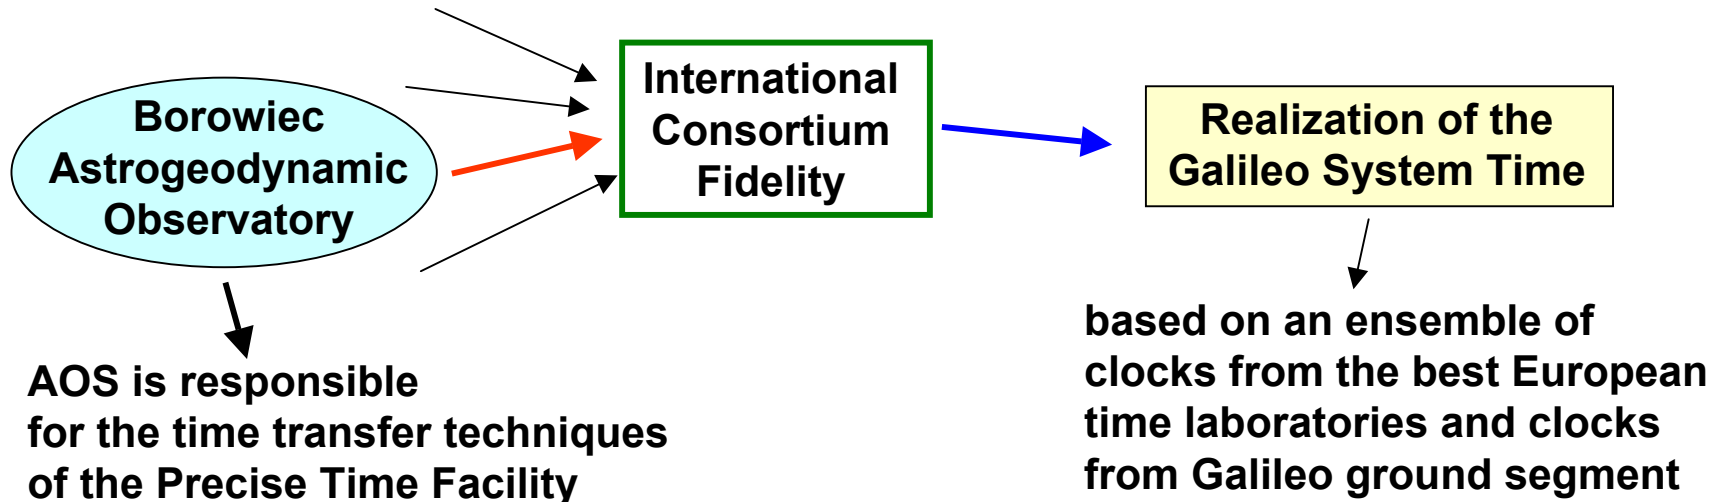 Borowiec
Astrogeodynamic
Observatory
International
Consortium
Fidelity
Realization of the
Galileo System Time
AOS is responsible
for the time transfer techniques
of the Precise Time Facility
based on an ensemble of
clocks from the best European
time laboratories and clocks
from Galileo ground segment